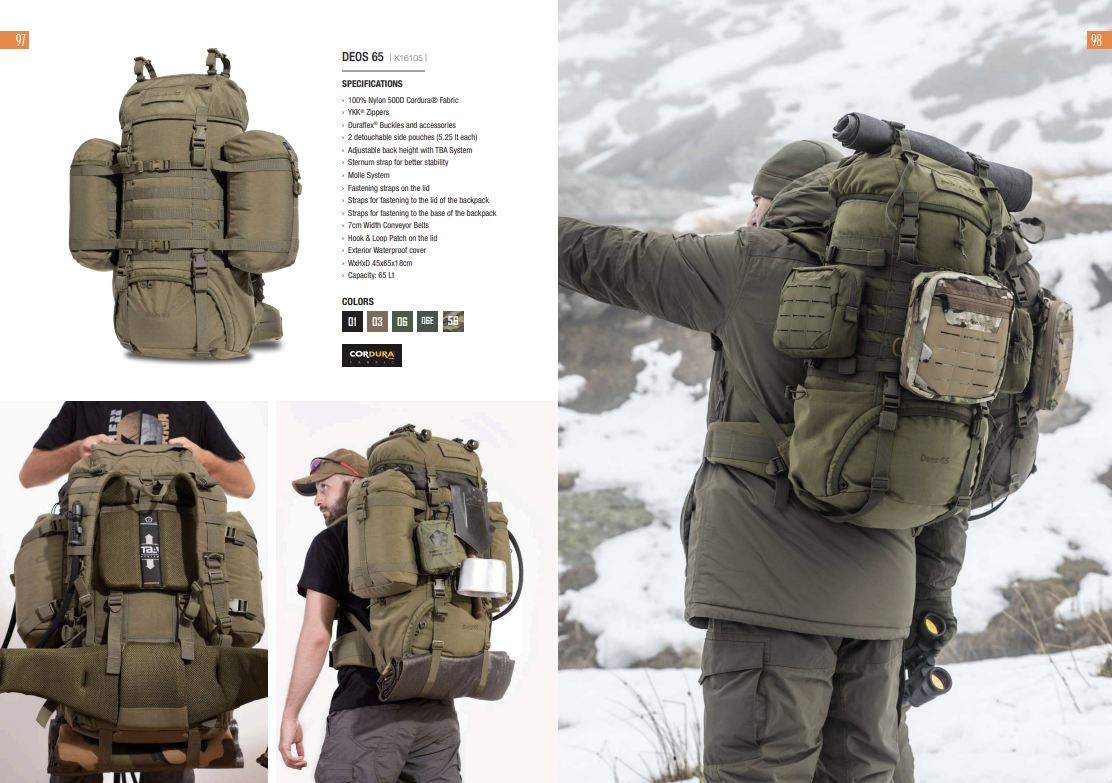 97
DEOS 65 | K16105 |
SPECIFICATIONS
› 100% Nylon 500D Cordura® Fabric
› YKK® Zippers
› Duraflex® Buckles and accessories
› 2 detouchable side pouches (5.25 lt each)
› Adjustable back height with TBA System
› Sternum strap for better stability
› Molle System
› Fastening straps on the lid
› Straps for fastening to the lid of the backpack
› Straps for fastening to the base of the backpack
› 7cm Width Conveyor Belts
› Hook & Loop Patch on the lid
› Exterior Waterproof cover
› WxHxD 45x65x18cm
› Capacity: 65 Lt
COLORS
01 03 06 06E 56
CORDURA
FABRIC
TBA
SYSTEM
98
Deos 65